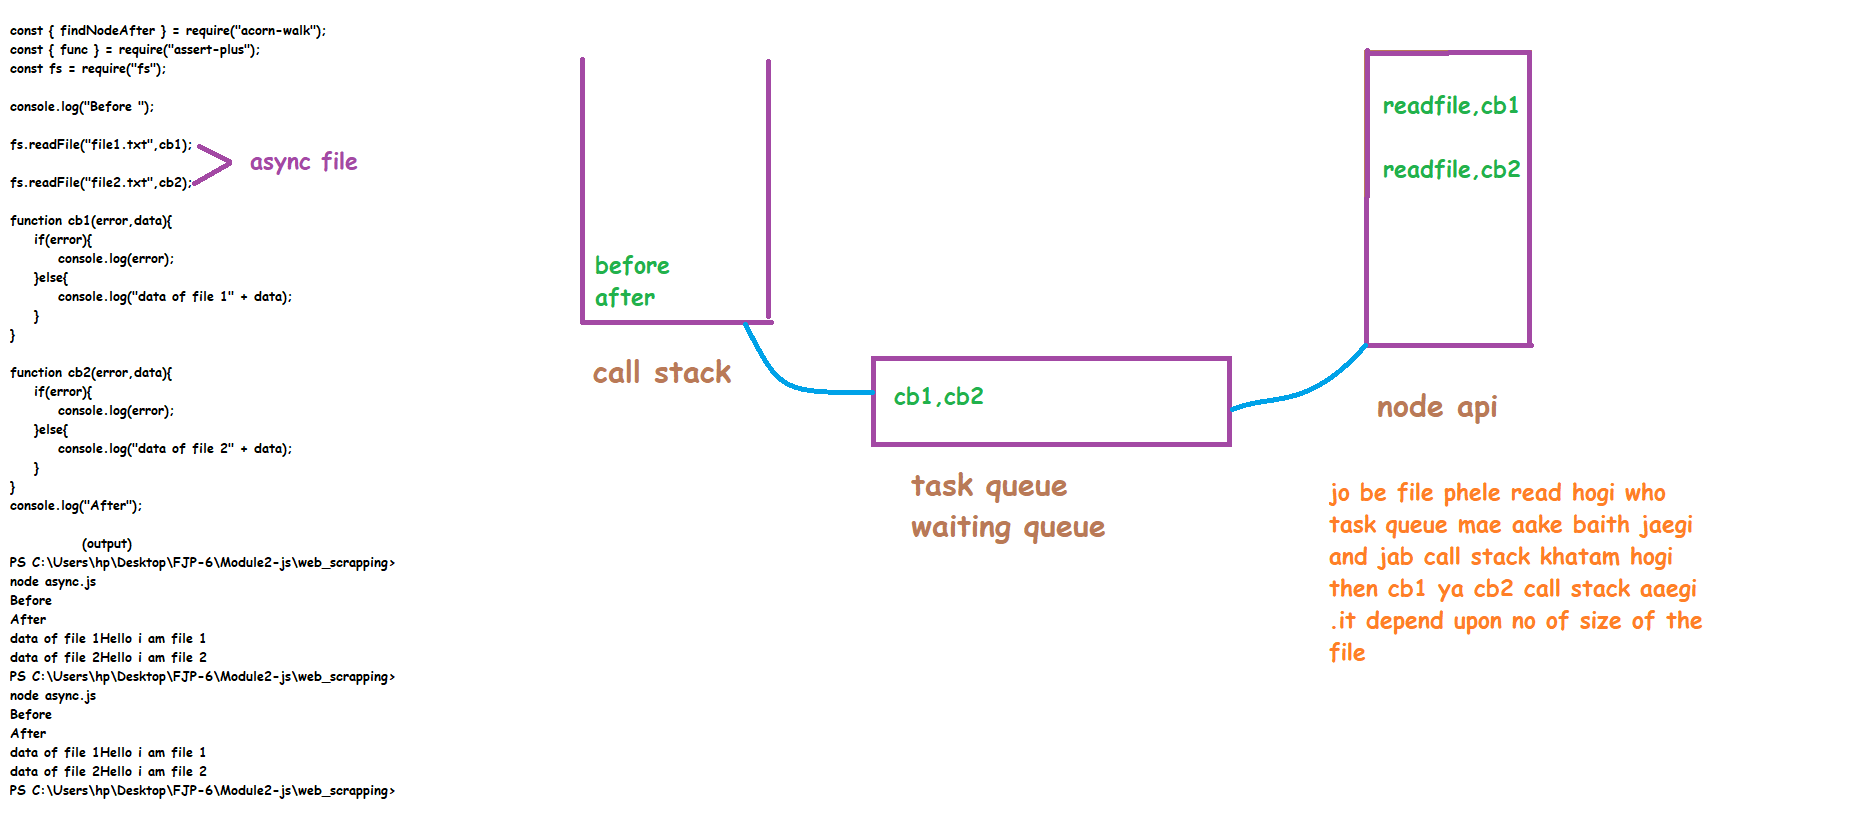 const { findNodeAfter } = require("acorn-walk");
const { func } = require("assert-plus");
const fs = require("fs");
console.log("Before ");
fs.readFile("file1.txt",cb1);
fs.readFile("file2.txt",cb2);
async file
function cb1(error,data){
if(error){
console.log(error);
}else{
console.log("data of file 1" + data);
}
}
function cb2(error,data){
if(error){
console.log(error);
}else{
console.log("data of file 2" + data);
}
}
console.log("After");
(output)
PS C:\Users\hp\Desktop\FJP-6\Module2-js\web_scrapping>
node async.js
Before
After
data of file 1Hello i am file 1
data of file 2Hello i am file 2
PS C:\Users\hp\Desktop\FJP-6\Module2-js\web_scrapping>
node async.js
Before
After
data of file 1Hello i am file 1
data of file 2Hello i am file 2
PS C:\Users\hp\Desktop\FJP-6\Module2-js\web_scrapping>
before
after
call stack
cb1,cb2
task queue
waiting queue
readfile,cb1
readfile,cb2
node api
jo be file phele read hogi who
task queue mae aake baith jaegi
and jab call stack khatam hogi
then cb1 ya cb2 call stack aaegi
.it depend upon no of size of the
file